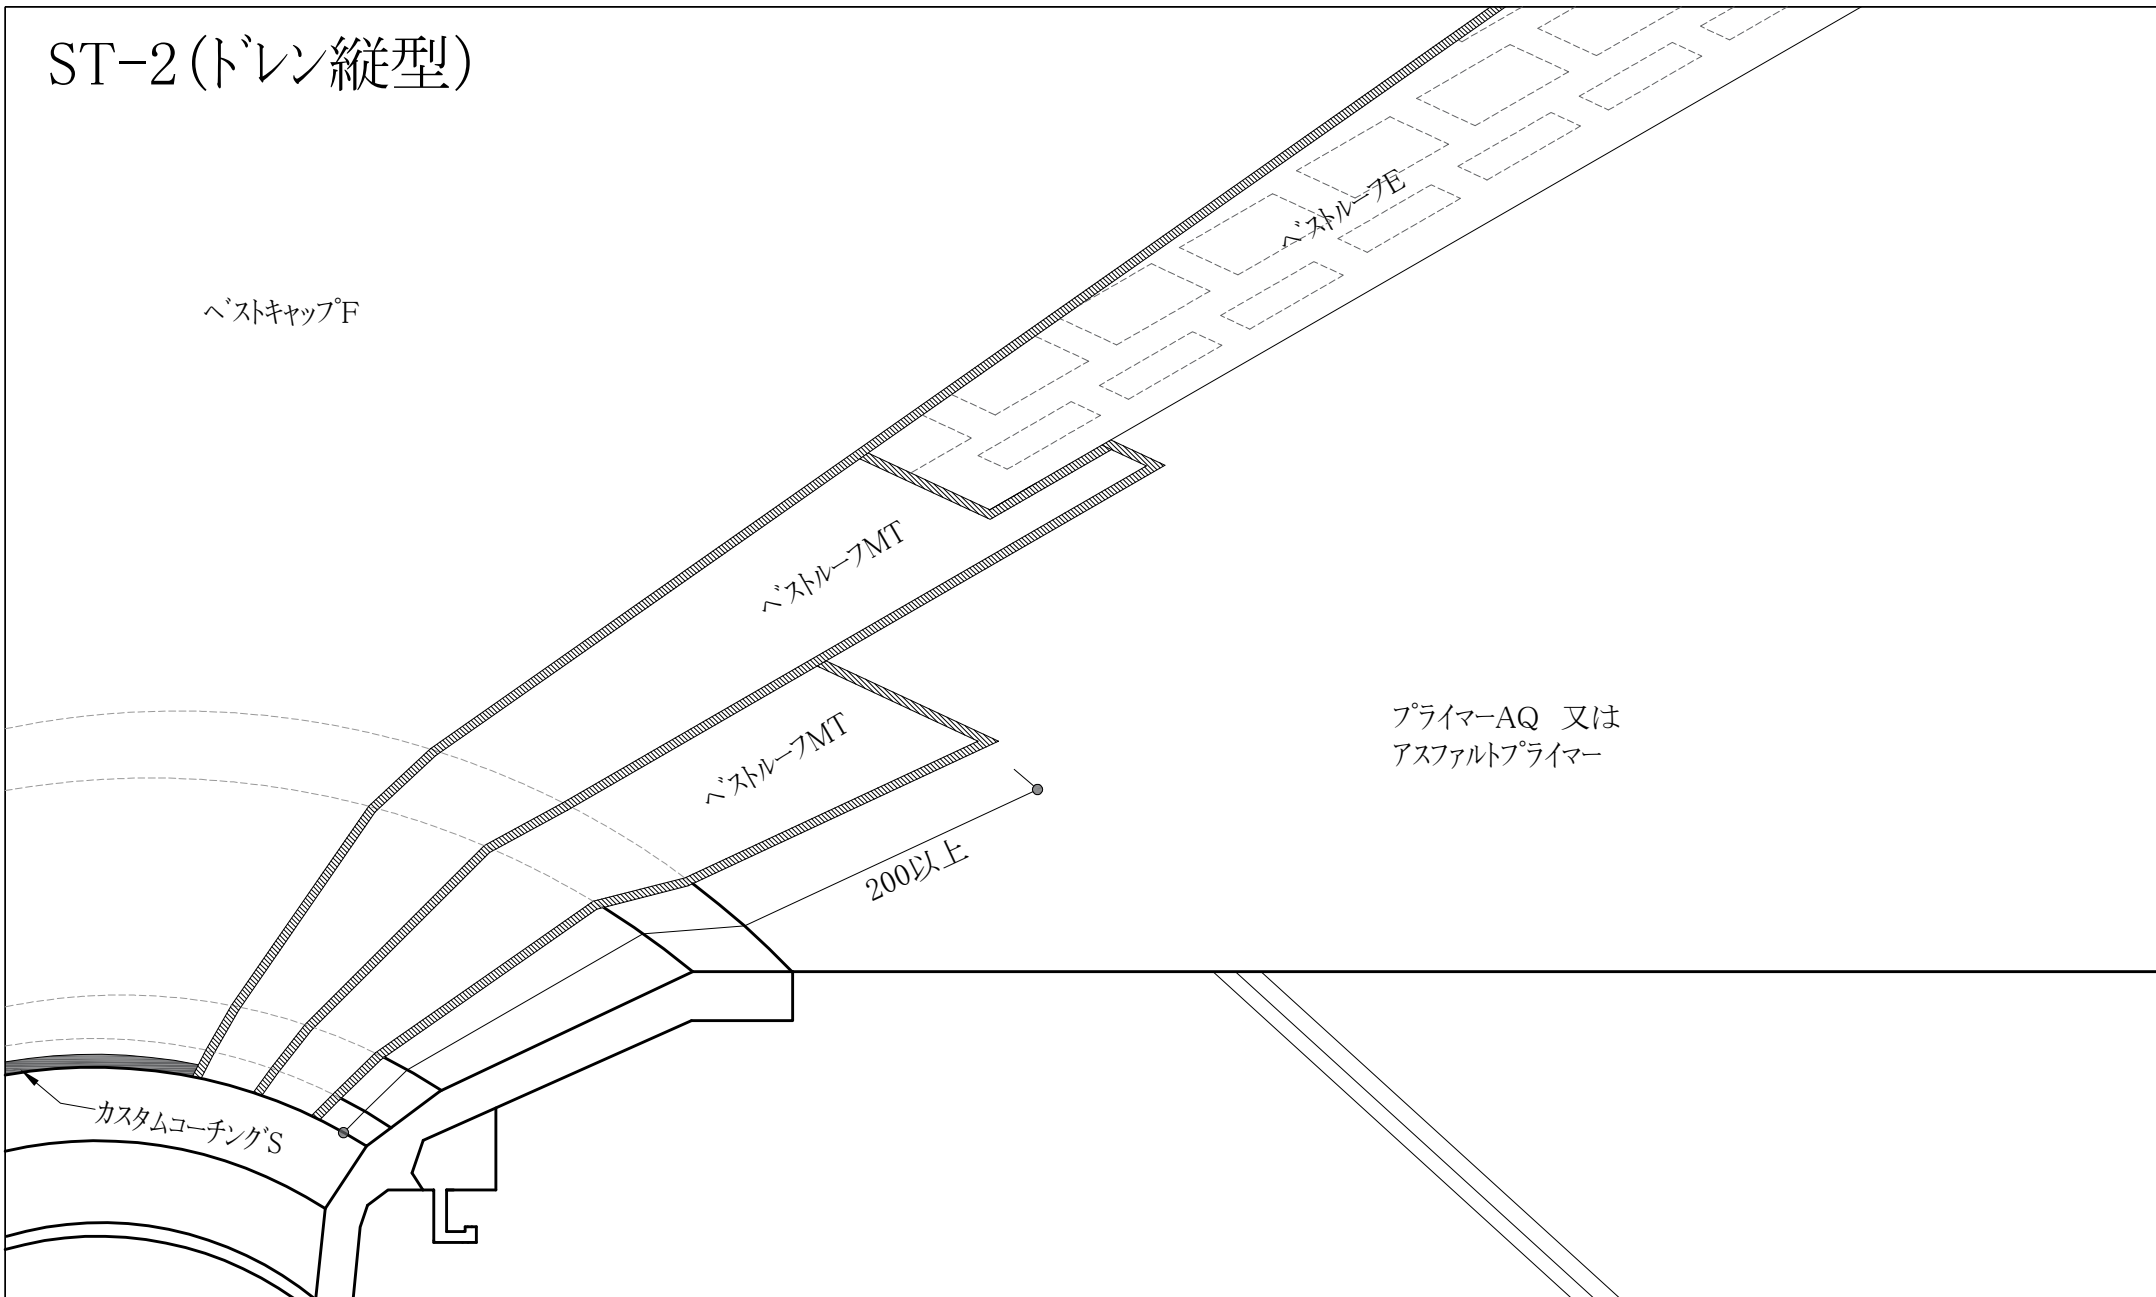 ST-2(ドレン縦型)
ベストルーフE
ベストキャップF
ベストルーフMT
ベストルーフMT
プライマーAQ 又は
アスファルトプライマー
200以上
カスタムコーチングS